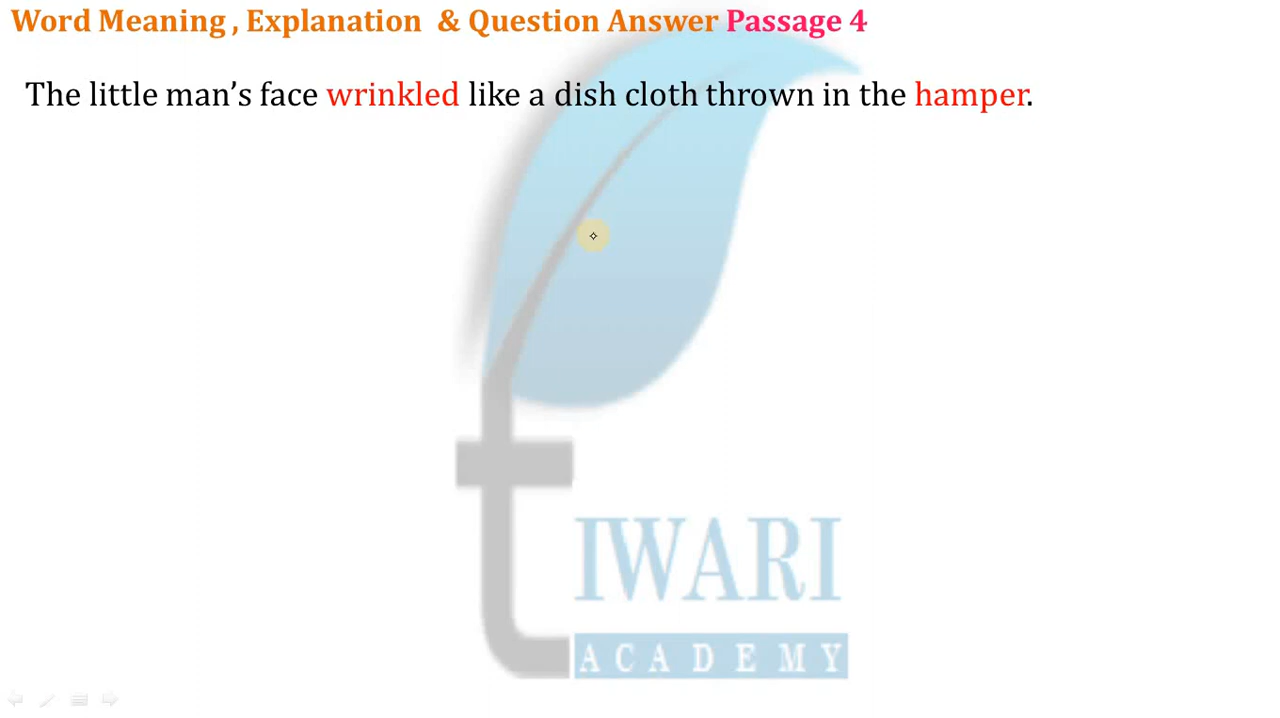 Word Meaning , Explanation & Question Answer Passage 4
The little man’s face wrinkled like a dish cloth thrown in the hamper.
tIWARI
ACADEMY